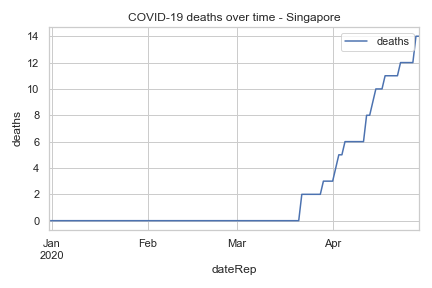 COVID-19 deaths over time - Singapore
deaths
14
12
10
8
6
4
2
0
deaths
Jan
2020
Feb
Mar
Apr
dateRep